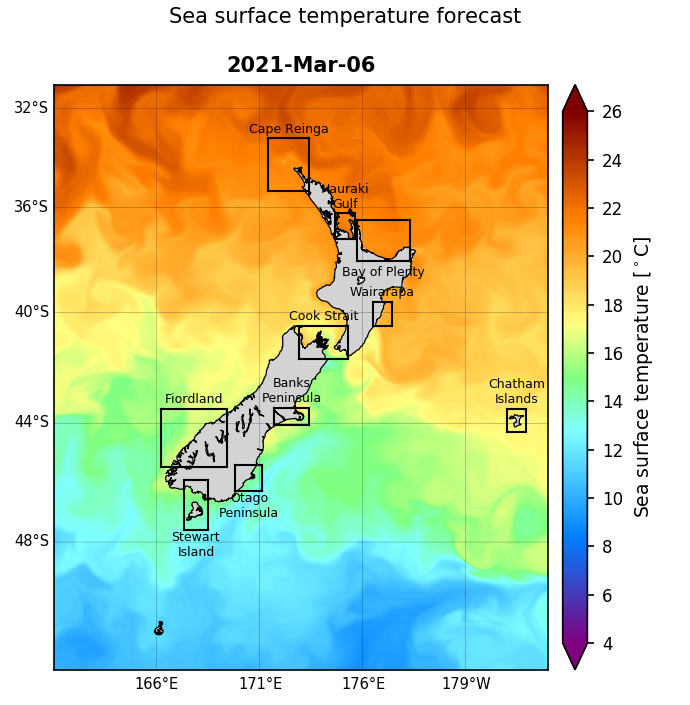 Sea surface temperature forecast
2021-Mar-06
32°S
36°S
40°S
44°S
48°S
Cape Reinga
Hauraki
Gulf
Bay of Plenty
Wairarapa
Cook Strait
Banks
Peninsula
Fiordland
Chatham
Islands
Otago
Peninsula
Stewart
Island
166°E
171°E
176°E
179°W
26
24
22
20
18
16
14
12
10
8
6
4
Sea surface temperature [°C]